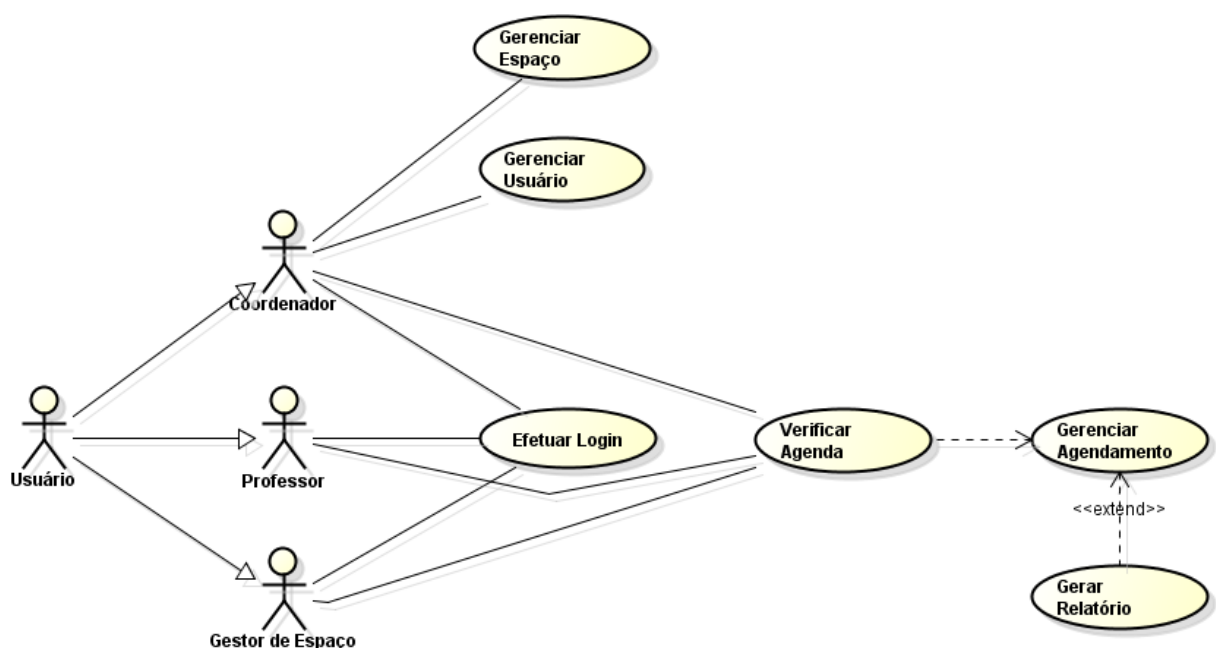 Gerenciar
Espaço
Gerenciar
Usuário
Coordenador
Usuário
Professor
Efetuar Login
Verificar
Agenda
Gerenciar
Agendamento
<<extend>>
Gerar
Relatório
Gestor de Espaço